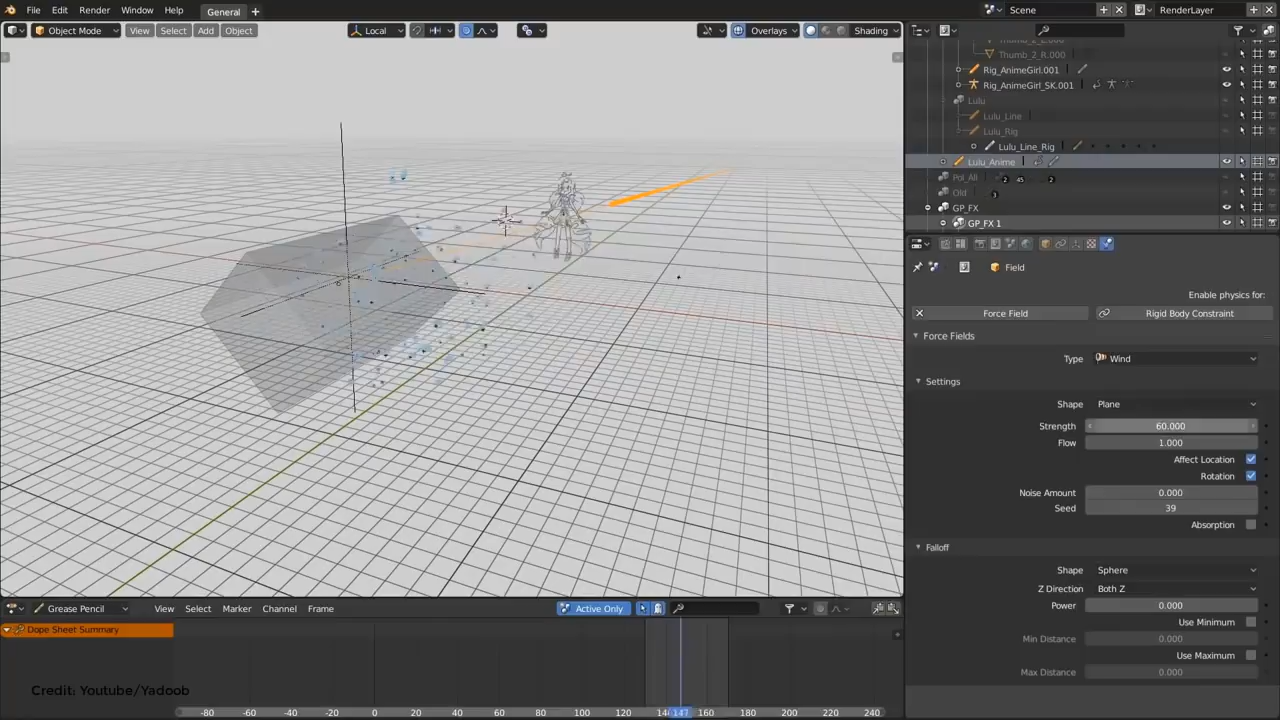 File Edit Render Window Help General + Scene RenderLayer
Object Mode View Select Add Object Local Overlays Shading
Rig_AnimeGirl.001
Rig_AnimeGirl_SK.001
Lulu
Lulu_Line
Lulu_Rig
Lulu_Line_Rig
Lulu_Anime
Old
GP_FX
GP_FX 1
Field
Enable physics for:
Force Field Rigid Body Constraint
Force Fields
Type Wind
Settings
Shape Plane
Strength 60.000
Flow 1.000
Affect Location
Rotation
Noise Amount 0.000
Seed 39
Absorption
Falloff
Shape Sphere
Z Direction Both Z
Power 0.000
Use Minimum
Min Distance 0.000
Use Maximum
Max Distance 0.000
Grease Pencil View Select Marker Channel Frame Active Only
Dope Sheet Summary
Credit: Youtube/Yadoob
-80 -60 -40 -20 0 20 40 60 80 100 120 147 160 180 200 220 240